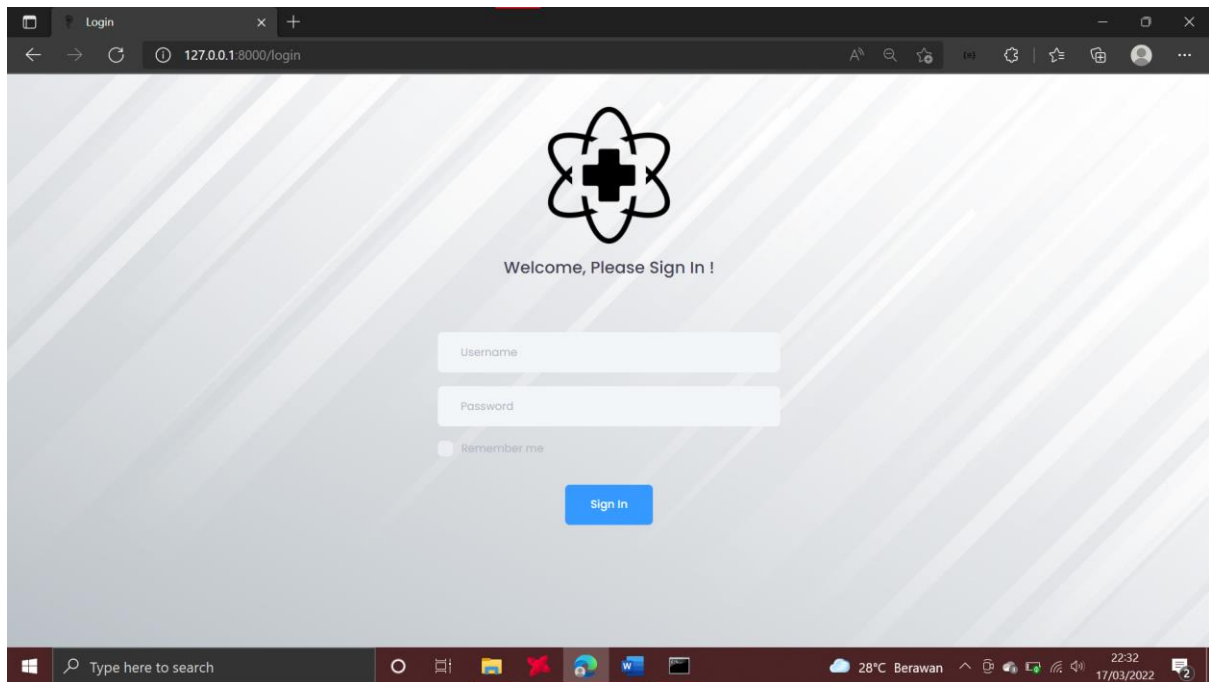 Login
127.0.0.1:8000/login
Welcome, Please Sign In !
Username
Password
Remember me
Sign In
Type here to search
28°C Berawan
22:32
17/03/2022
2